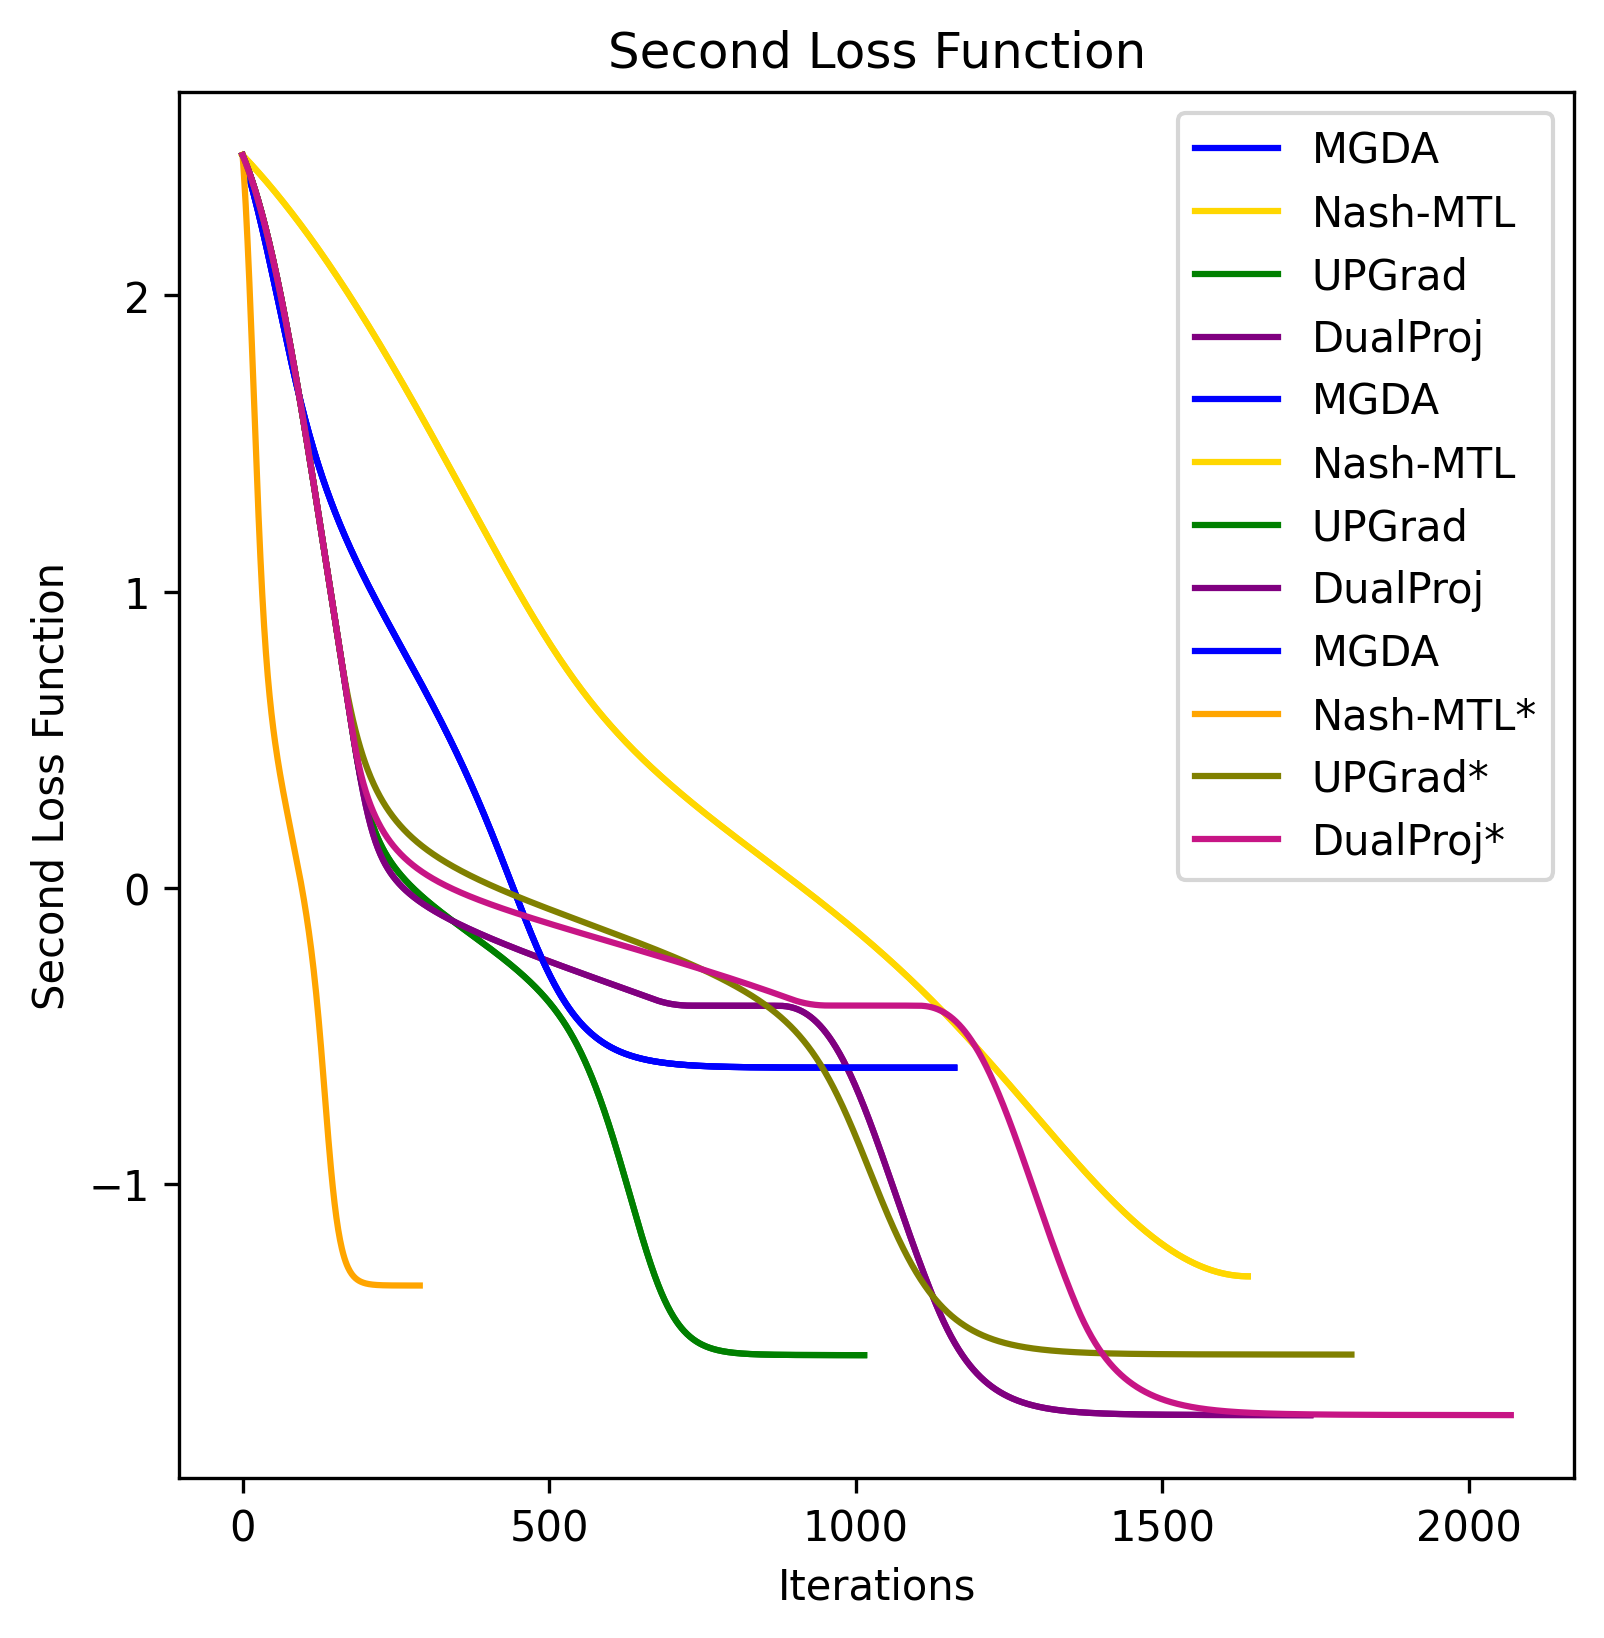 Second Loss Function
MGDA
Nash-MTL
UPGrad
DualProj
MGDA
Nash-MTL
UPGrad
DualProj
MGDA
Nash-MTL*
UPGrad*
DualProj*
Second Loss Function
2
1
0
−1
0 500 1000 1500 2000
Iterations